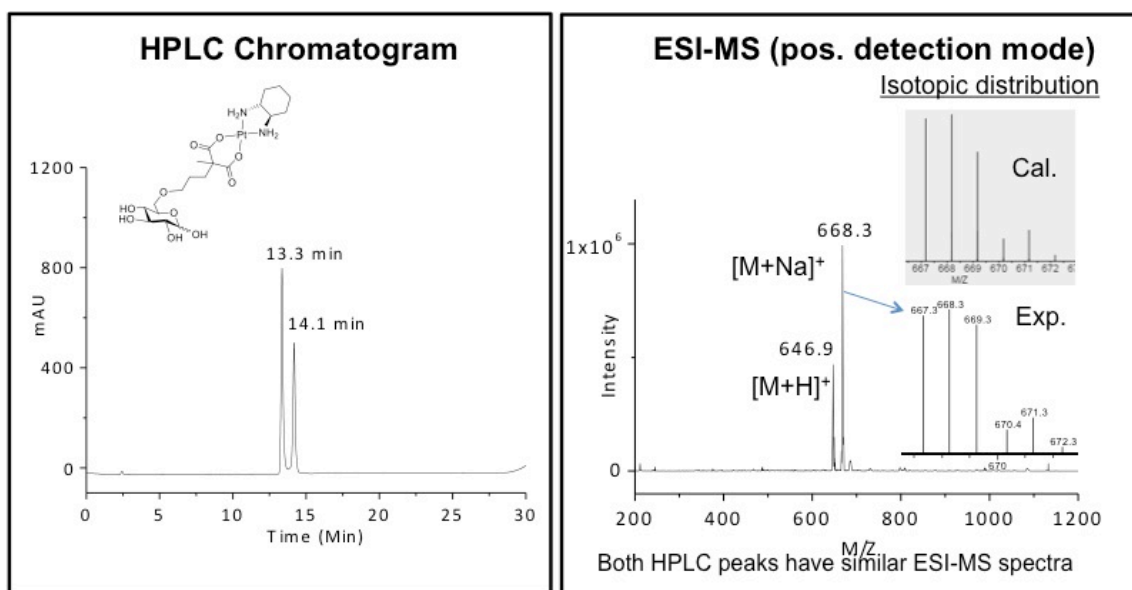 HPLC Chromatogram
H₂N
Pt
NH₂
O
O
O
O
O
HO
HO
O
OH
OH
13.3 min
14.1 min
1200
800
400
0
mAU
0
5
10
15
20
25
30
Time (Min)
ESI-MS (pos. detection mode)
Isotopic distribution
Cal.
667
668
669
670
671
672
M/Z
668.3
1x10⁶
[M+Na]⁺
646.9
[M+H]⁺
Intensity
Exp.
667.3
668.3
669.3
670.4
671.3
672.3
670
200
400
600
800
1000
1200
M/Z
Both HPLC peaks have similar ESI-MS spectra